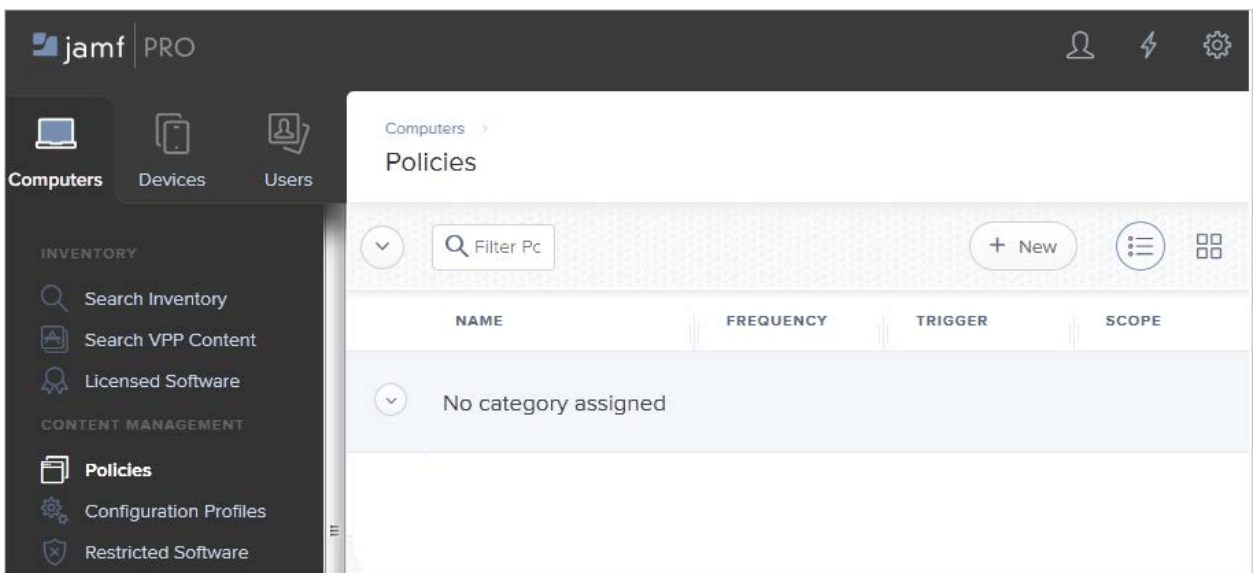 jamf PRO
Computers
Devices
Users
INVENTORY
Search Inventory
Search VPP Content
Licensed Software
CONTENT MANAGEMENT
Policies
Configuration Profiles
Restricted Software
Computers
Policies
Filter Pc
+ New
NAME FREQUENCY TRIGGER SCOPE
No category assigned